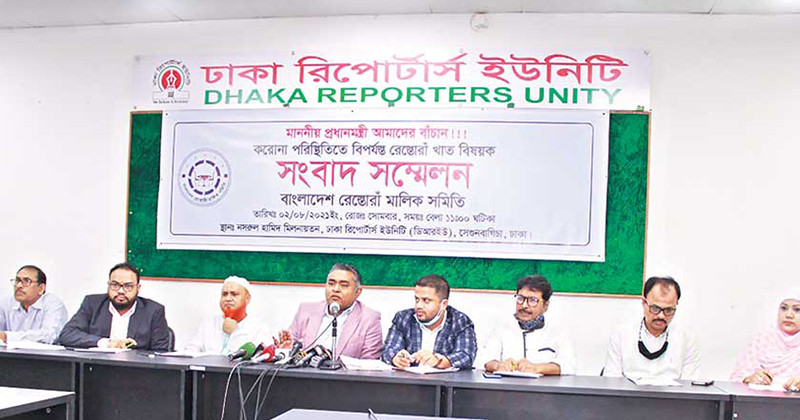 ঢাকা রিপোর্টার্স ইউনিটি
DHAKA REPORTERS UNITY
মাননীয় প্রধানমন্ত্রী আমাদের বাঁচান!!!
করোনা পরিস্থিতিতে বিপর্যস্ত রেস্তোরাঁ খাত বিষয়ক
সংবাদ সম্মেলন
বাংলাদেশ রেস্তোরাঁ মালিক সমিতি
তারিখঃ ০২/০৮/২০২১ইং, রোজঃ সোমবার, সময়ঃ বেলা ১১:০০ ঘটিকা
স্থানঃ নসরুল হামিদ মিলনায়তন, ঢাকা রিপোর্টার্স ইউনিটি (ডিআরইউ), সেগুনবাগিচা, ঢাকা।